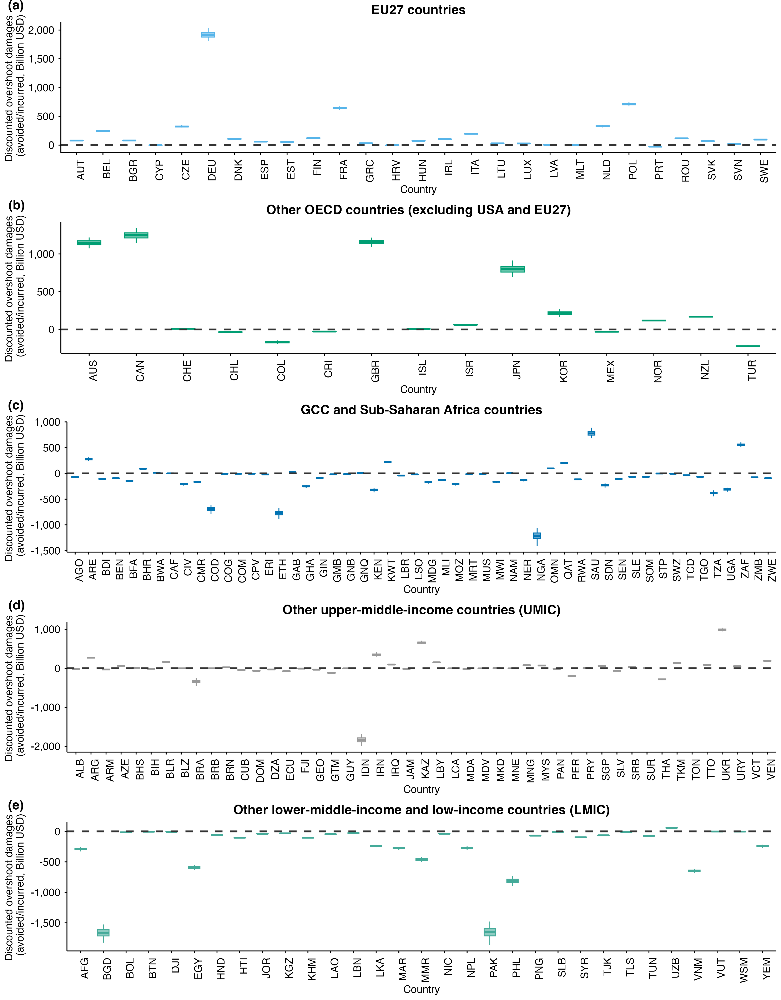 (a)
EU27 countries
Discounted overshoot damages
(avoided/incurred, Billion USD)
2,000
1,500
1,000
500
0
AUT BEL BGR CYP CZE DEU DNK ESP EST FIN FRA GRC HRV HUN IRL ITA LTU LUX LVA MLT NLD POL PRT ROU SVK SVN SWE
Country
(b)
Other OECD countries (excluding USA and EU27)
Discounted overshoot damages
(avoided/incurred, Billion USD)
1,000
500
0
AUS CAN CHE CHL COL CRI GBR ISL ISR JPN KOR MEX NOR NZL TUR
Country
(c)
GCC and Sub-Saharan Africa countries
Discounted overshoot damages
(avoided/incurred, Billion USD)
1,000
500
0
-500
-1,000
-1,500
AGO ARE BDI BEN BFA BHR BWA CAF CIV CMR COD COG COM CPV ERI ETH GAB GHA GIN GMB GNB GNQ KEN KWT LBR LSO MDG MLI MOZ MRT MUS MWI NAM NER NGA OMN QAT RWA SAU SDN SEN SLE SOM STP SWZ TCD TGO TZA UGA ZAF ZMB ZWE
Country
(d)
Other upper-middle-income countries (UMIC)
Discounted overshoot damages
(avoided/incurred, Billion USD)
1,000
0
-1,000
-2,000
ALB ARG ARM AZE BHS BIH BLR BLZ BRA BRB BRN CUB DOM DZA ECU FJI GEO GTM GUY IDN IRN IRQ JAM KAZ LBY LCA MDA MDV MKD MNE MNG MYS PAN PER PRY SGP SLV SRB SUR THA TKM TON TTO UKR URY VCT VEN
Country
(e)
Other lower-middle-income and low-income countries (LMIC)
Discounted overshoot damages
(avoided/incurred, Billion USD)
0
-500
-1,000
-1,500
AFG BGD BOL BTN DJI EGY HND HTI JOR KGZ KHM LAO LBN LKA MAR MMR NIC NPL PAK PHL PNG SLB SYR TJK TLS TUN UZB VNM VUT WSM YEM
Country